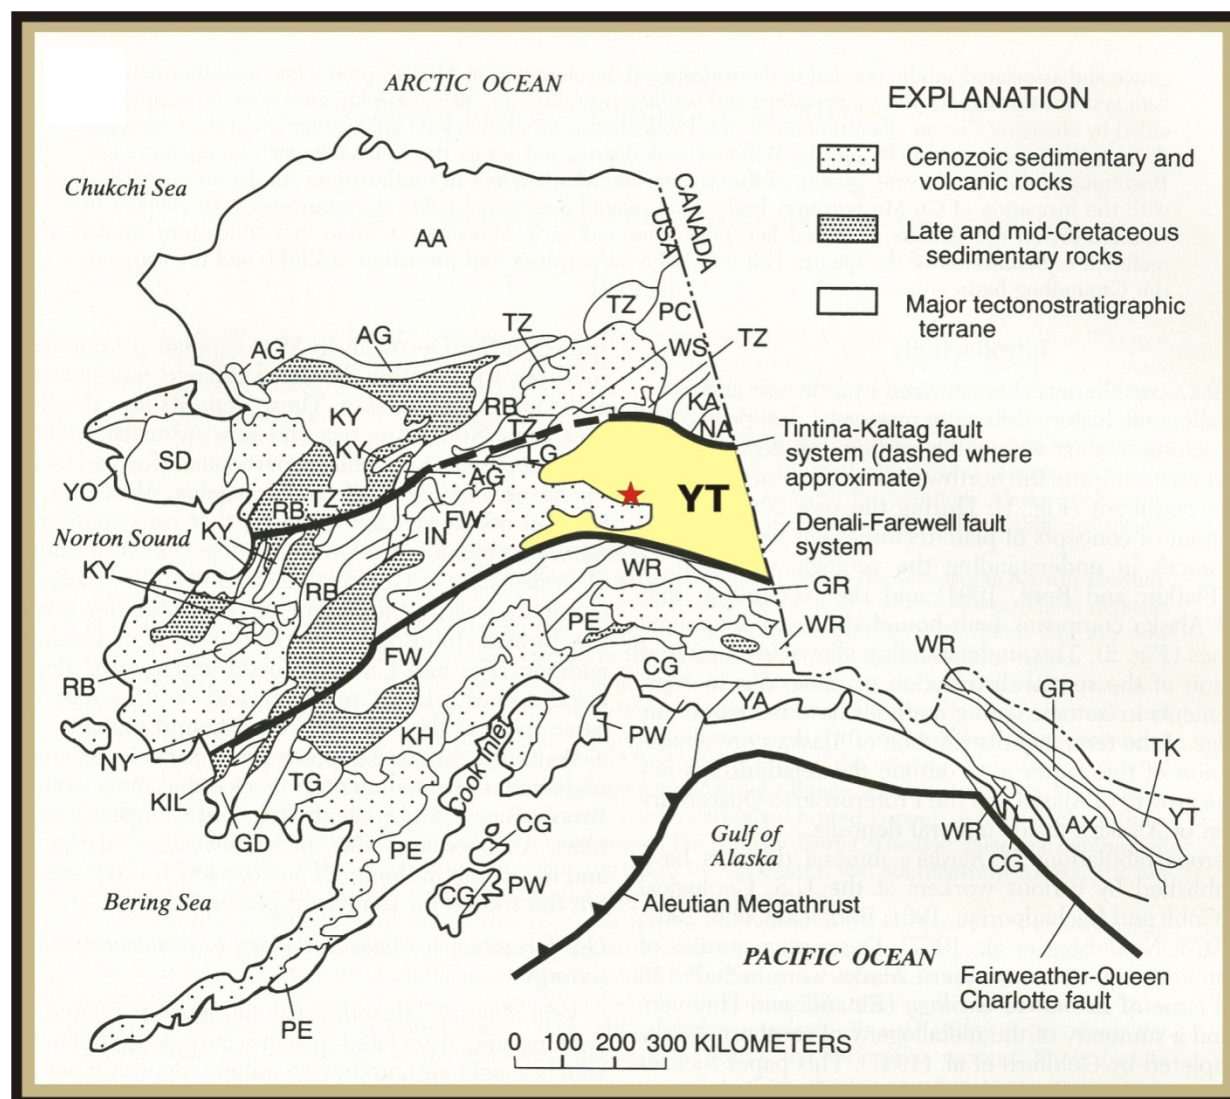 ARCTIC OCEAN
EXPLANATION
Cenozoic sedimentary and
volcanic rocks
Late and mid-Cretaceous
sedimentary rocks
Major tectonostratigraphic
terrane
Chukchi Sea
CANADA
USA
AA
TZ
PC
TZ
AG
AG
WS
TZ
KY
RB
KA
NA
TZ
KY
LG
Tintina-Kaltag fault
system (dashed where
approximate)
SD
AG
YT
YO
RB
TZ
FW
IN
Denali-Farewell fault
system
Norton Sound
KY
KY
WR
GR
RB
PE
WR
FW
CG
WR
RB
GR
YA
KH
PW
NY
TG
Cook Inlet
TK
KIL
CG
YT
GD
PE
Gulf of
Alaska
WR
AX
CG
CG
PW
Bering Sea
Aleutian Megathrust
PACIFIC OCEAN
Fairweather-Queen
Charlotte fault
PE
0 100 200 300 KILOMETERS